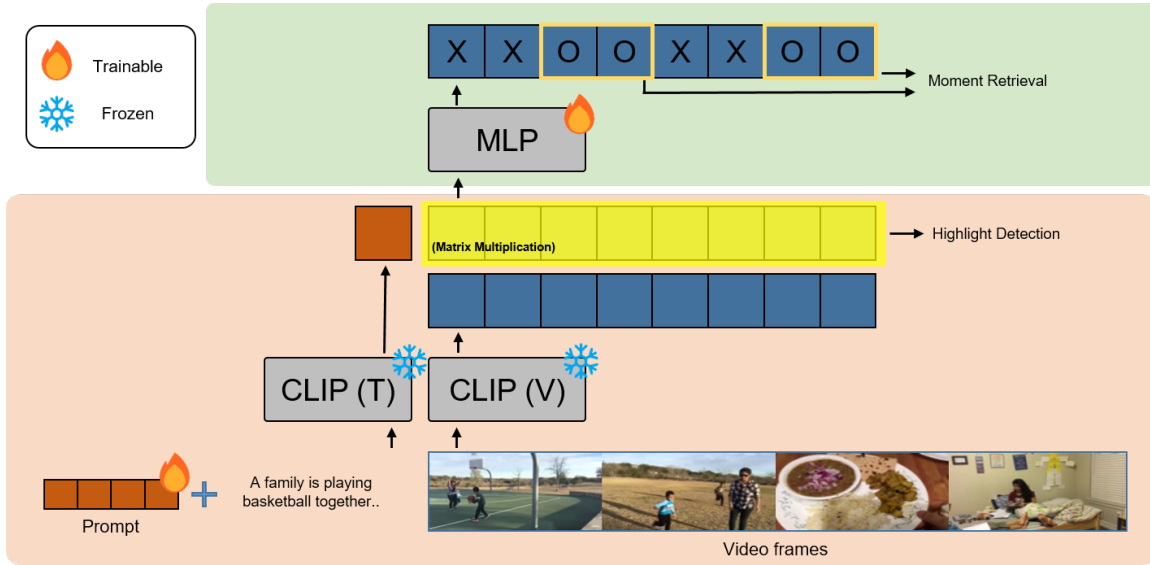 Trainable
Frozen
X X O O X X O O
Moment Retrieval
MLP
(Matrix Multiplication)
Highlight Detection
CLIP (T)
CLIP (V)
A family is playing
basketball together..
Prompt
Video frames